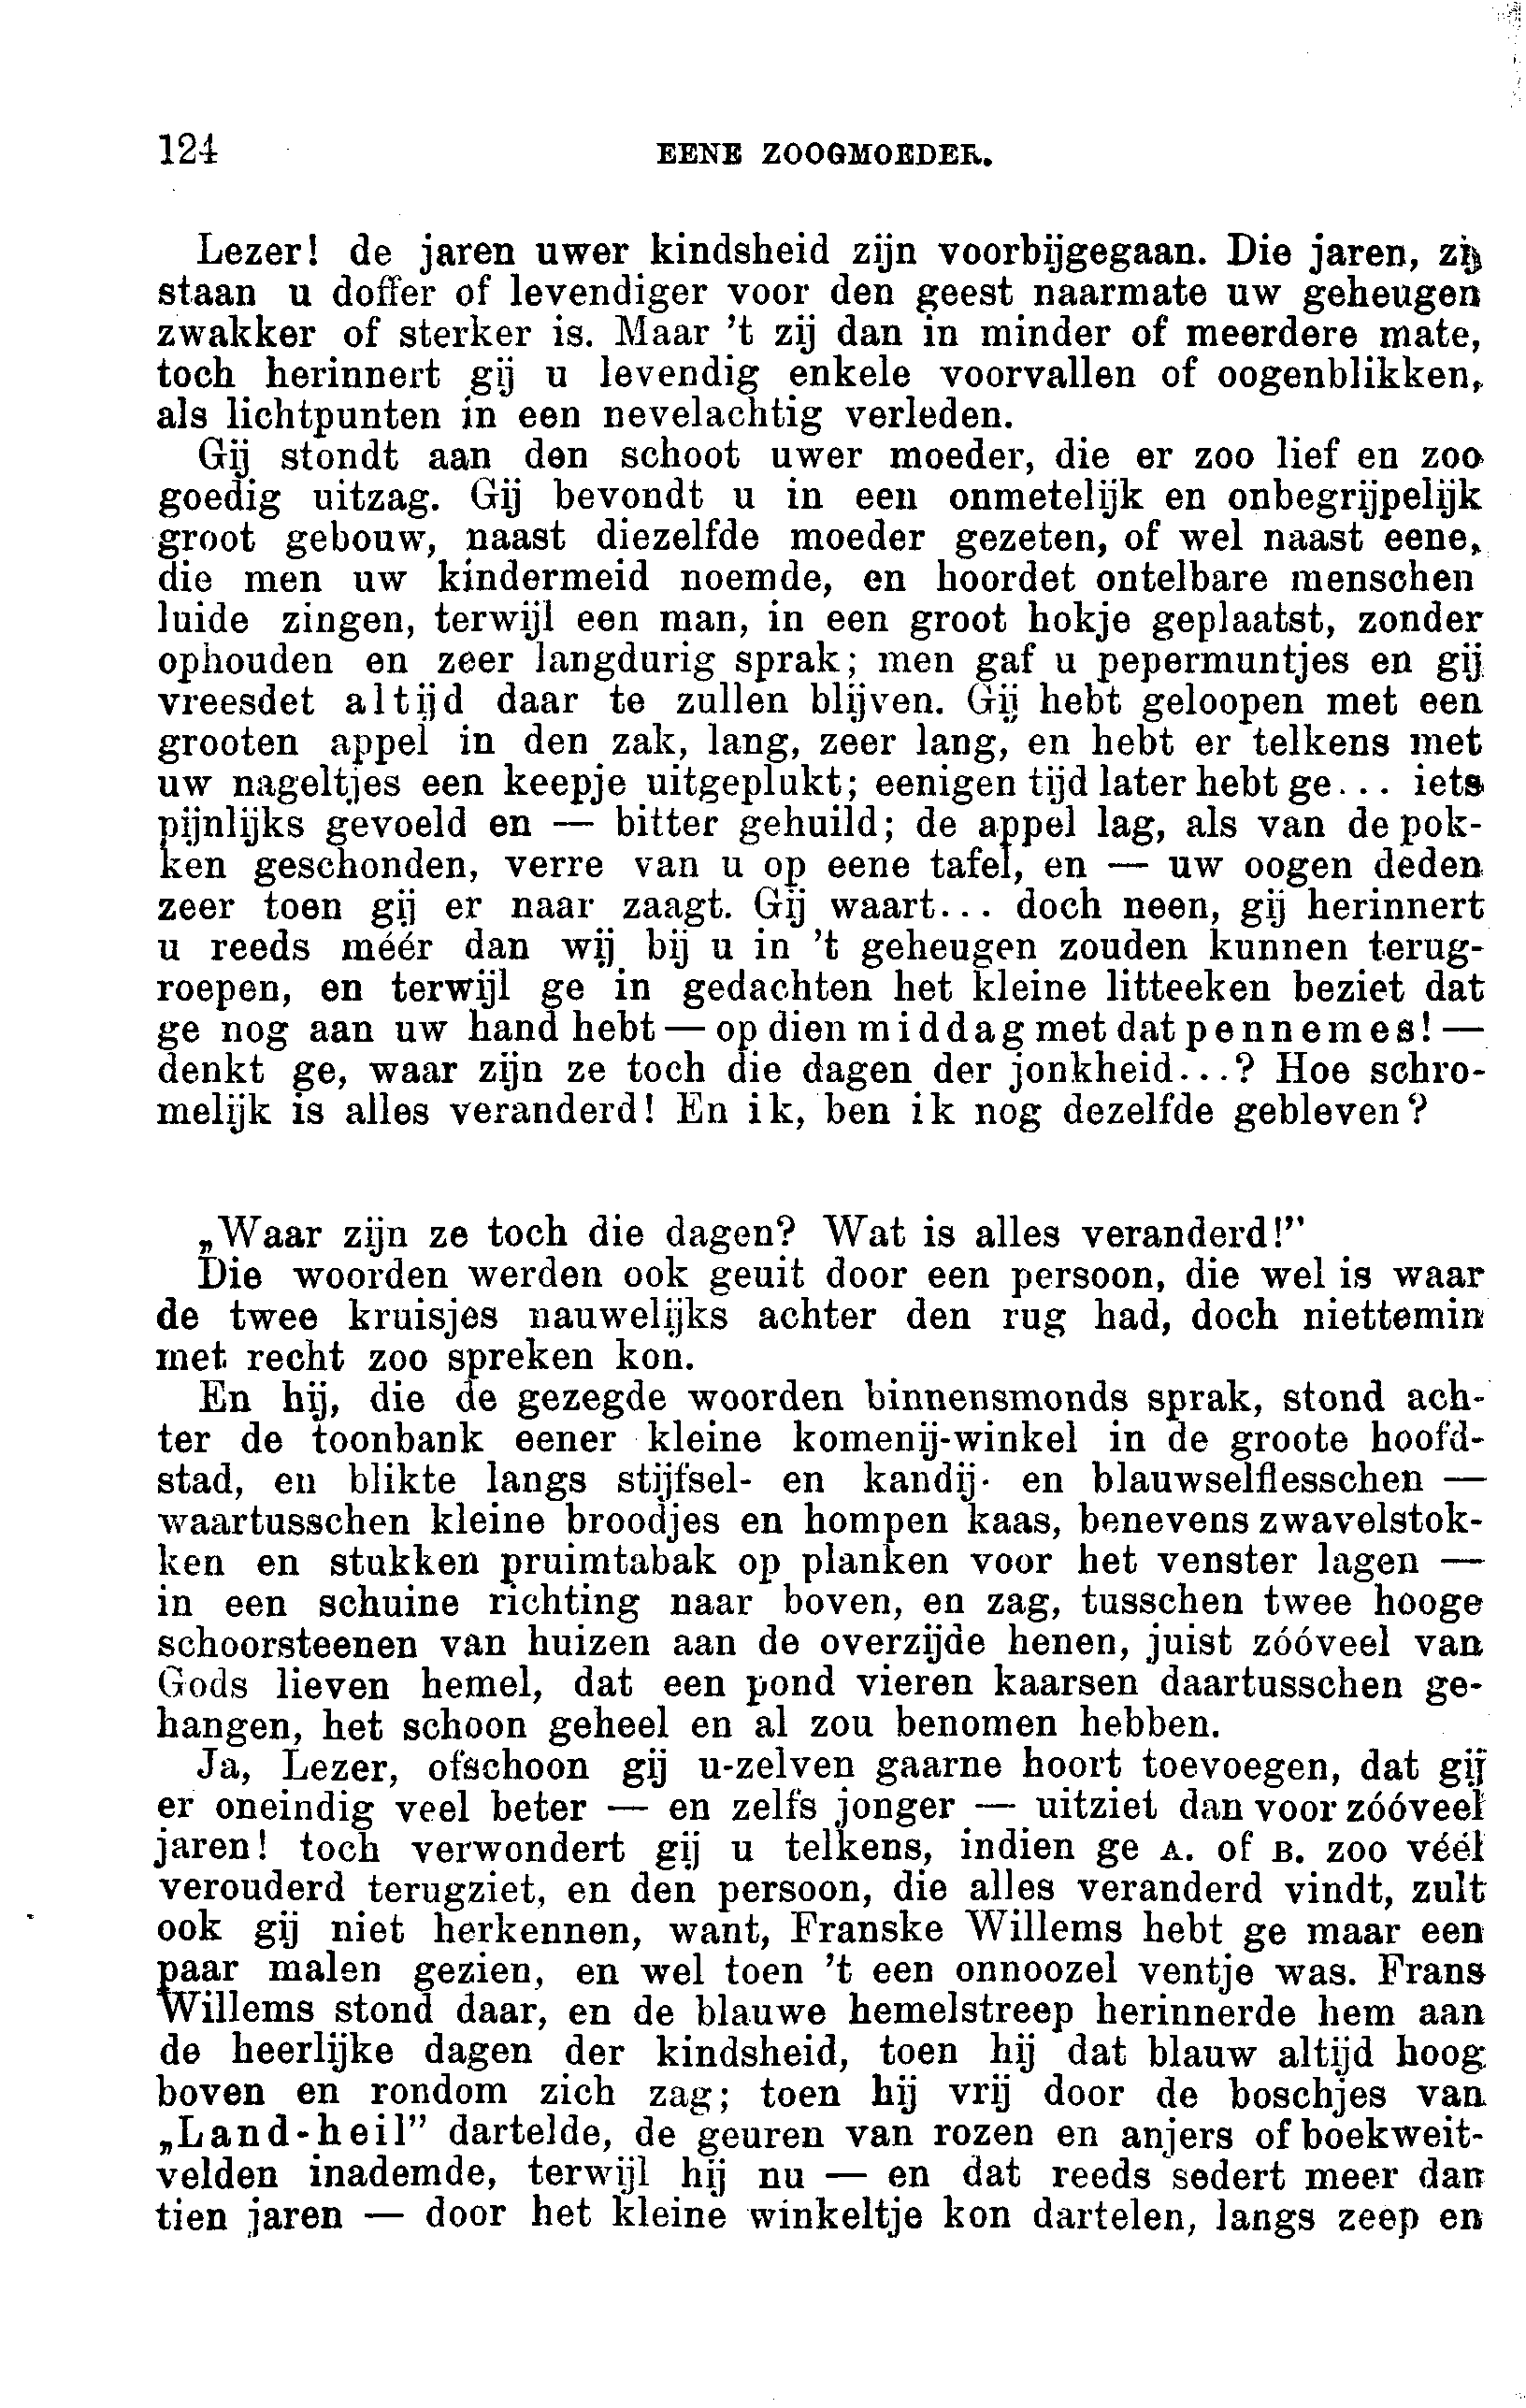 124 EENE ZOOGMOEDER.
Lezer! de jaren uwer kindsheid zijn voorbijgegaan. Die jaren, zij
staan u doffer of levendiger voor den geest naarmate uw geheugen
zwakker of sterker is. Maar 't zij dan in minder of meerdere mate,
toch herinnert gij u levendig enkele voorvallen of oogenblikken,
als lichtpunten in een nevelachtig verleden.
Gij stondt aan den schoot uwer moeder, die er zoo lief en zoo
goedig uitzag. Gij bevondt u in een onmetelijk en onbegrijpelijk
groot gebouw, naast diezelfde moeder gezeten, of wel naast eene,
die men uw kindermeid noemde, en hoordet ontelbare menschen
luide zingen, terwijl een man, in een groot hokje geplaatst, zonder
ophouden en zeer langdurig sprak; men gaf u pepermuntjes en gij
vreesdet altijd daar te zullen blijven. Gij hebt geloopen met een
grooten appel in den zak, lang, zeer lang, en hebt er telkens met
uw nageltjes een keepje uitgeplukt; eenigen tijd later hebt ge... iets
pijnlijks gevoeld en — bitter gehuild; de appel lag, als van de pok-
ken geschonden, verre van u op eene tafel, en — uw oogen deden
zeer toen gij er naar zaagt. Gij waart... doch neen, gij herinnert
u reeds méér dan wij bij u in 't geheugen zouden kunnen terug-
roepen, en terwijl ge in gedachten het kleine litteeken beziet dat
ge nog aan uw hand hebt — op dien middag met dat pennemes! —
denkt ge, waar zijn ze toch die dagen der jonkheid...? Hoe schro-
melijk is alles veranderd! En ik, ben ik nog dezelfde gebleven?
„Waar zijn ze toch die dagen? Wat is alles veranderd!”
Die woorden werden ook geuit door een persoon, die wel is waar
de twee kruisjes nauwelijks achter den rug had, doch niettemin
met recht zoo spreken kon.
En hij, die de gezegde woorden binnensmonds sprak, stond ach-
ter de toonbank eener kleine komenij-winkel in de groote hoofd-
stad, en blikte langs stijfsel- en kandij- en blauwselflesschen —
waartusschen kleine broodjes en hompen kaas, benevens zwavelstok-
ken en stukken pruimtabak op planken voor het venster lagen —
in een schuine richting naar boven, en zag, tusschen twee hooge
schoorsteenen van huizen aan de overzijde henen, juist zóóveel van
Gods lieven hemel, dat een pond vieren kaarsen daartusschen ge-
hangen, het schoon geheel en al zou benomen hebben.
Ja, Lezer, ofschoon gij u-zelven gaarne hoort toevoegen, dat gij
er oneindig veel beter — en zelfs jonger — uitziet dan voor zóóveel
jaren! toch verwondert gij u telkens, indien ge A. of B. zoo véél
verouderd terugziet, en den persoon, die alles veranderd vindt, zult
ook gij niet herkennen, want, Franske Willems hebt ge maar een
paar malen gezien, en wel toen 't een onnoozel ventje was. Frans
Willems stond daar, en de blauwe hemelstreep herinnerde hem aan
de heerlijke dagen der kindsheid, toen hij dat blauw altijd hoog
boven en rondom zich zag; toen hij vrij door de boschjes van
„Land-heil” dartelde, de geuren van rozen en anjers of boekweit-
velden inademde, terwijl hij nu — en dat reeds sedert meer dan
tien jaren — door het kleine winkeltje kon dartelen, langs zeep en